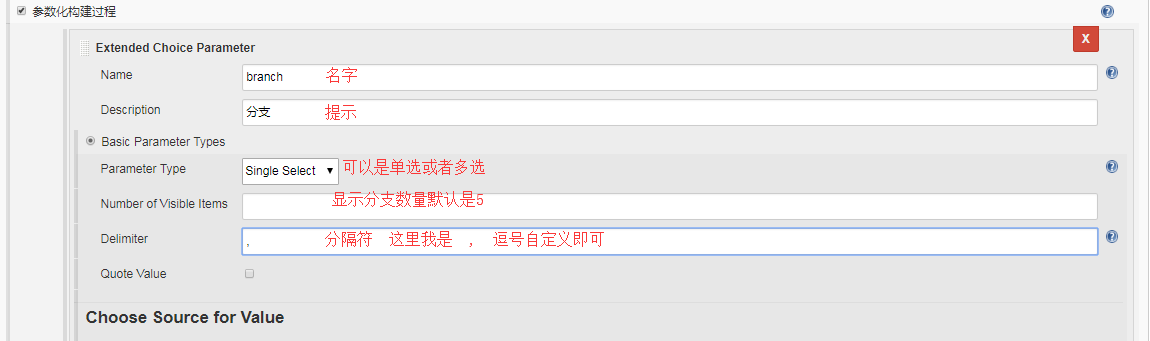 参数化构建过程
X
Extended Choice Parameter
Name branch 名字
Description 分支 提示
Basic Parameter Types
Parameter Type Single Select 可以是单选或者多选
Number of Visible Items 显示分支数量默认是5
Delimiter , 分隔符 这里我是 , 逗号自定义即可
Quote Value
Choose Source for Value